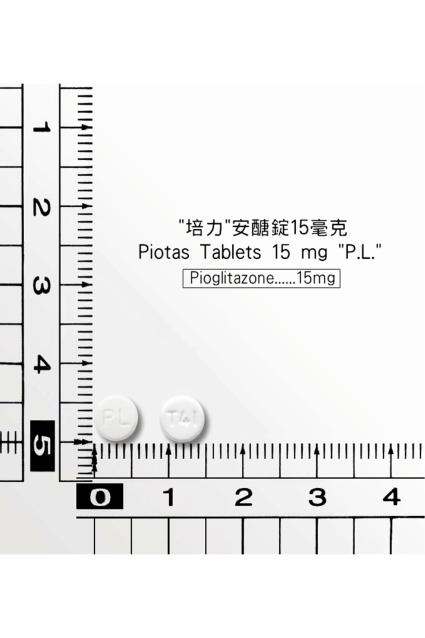 "培力"安醣錠15毫克
Piotas Tablets 15 mg "P.L."
Pioglitazone......15mg
1
2
3
4
5
PL
T41
0
1
2
3
4